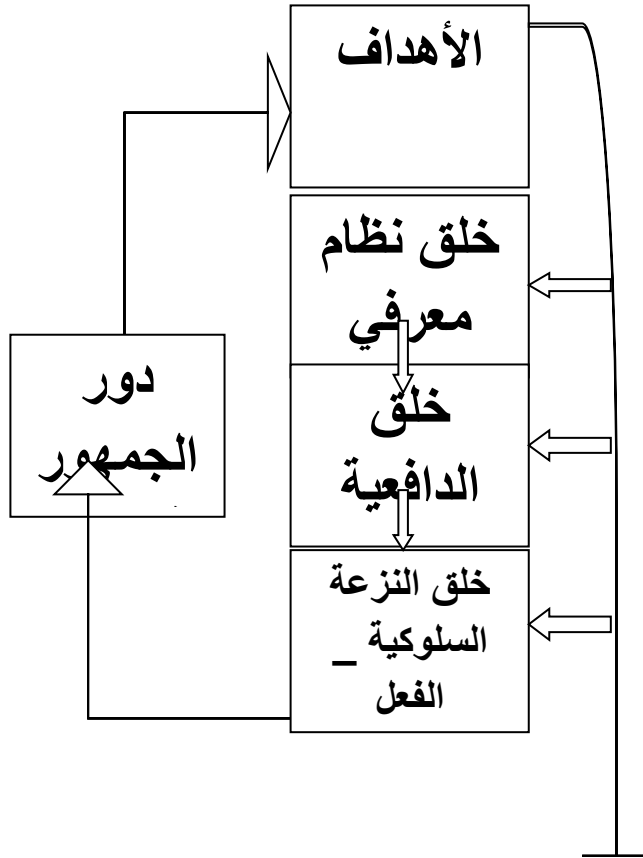 الأهداف
خلق نظام
معرفي
خلق
الدافعية
خلق النزعة
السلوكية _
الفعل
دور
الجمهور